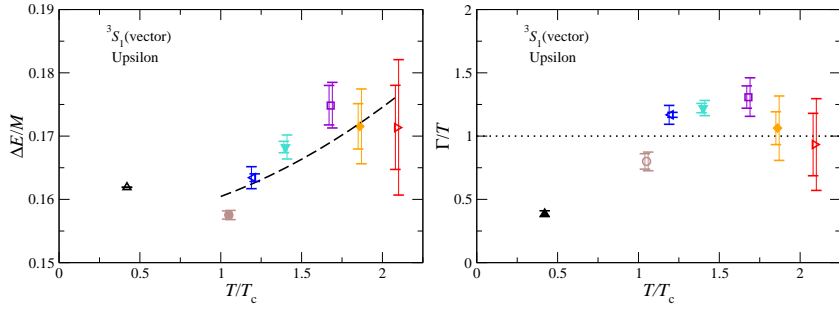 0.19
0.18
0.17
0.16
0.15
ΔE/M
³S₁(vector)
Upsilon
0 0.5 1 1.5 2
T/Tc
2
1.5
1
0.5
0
Γ/T
³S₁(vector)
Upsilon
0 0.5 1 1.5 2
T/Tc